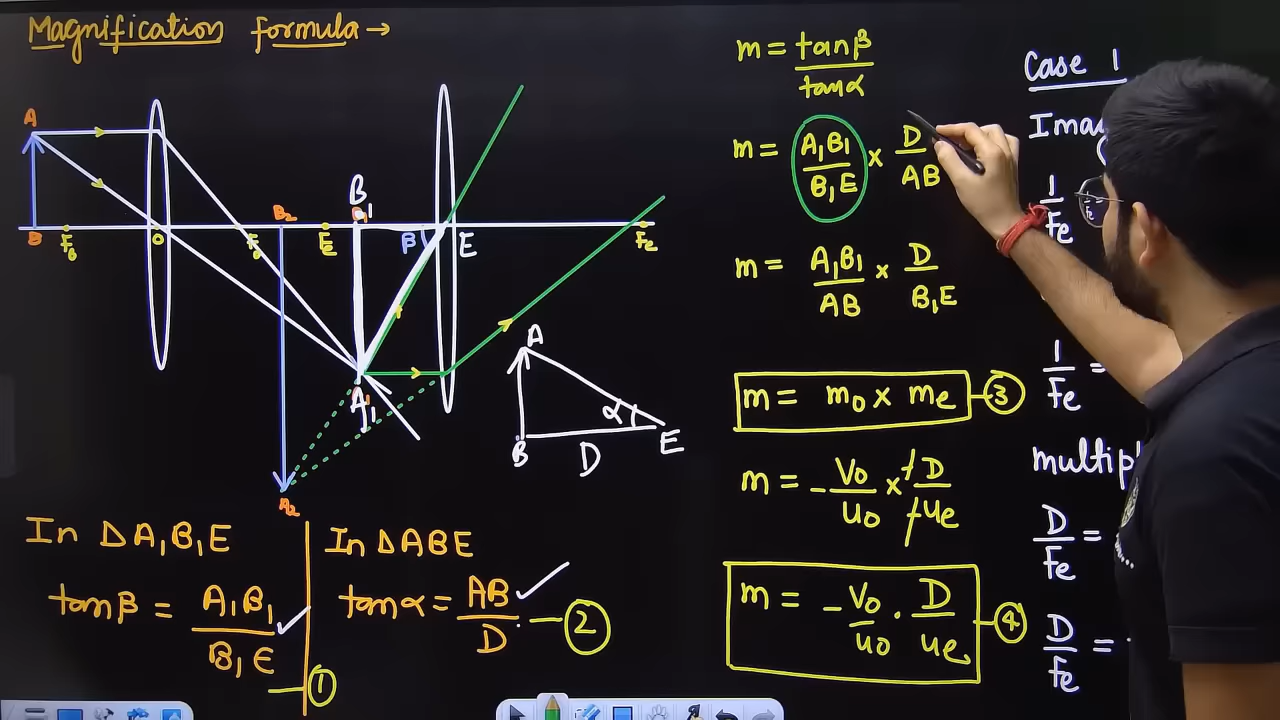 Magnification formula →
A
B
F₀
O
F₀
B₂
E
B₁
β
E
Fe
A₁
A₂
A
B
D
α
E
In ΔA₁B₁E
tanβ = A₁B₁ / B₁E
①
In ΔABE
tanα = AB / D — ②
m = tanβ / tanα
m = A₁B₁ / B₁E × D / AB
m = A₁B₁ / AB × D / B₁E
m = m₀ × me — ③
m = - V₀ / u₀ × + D / + ue
m = - V₀ / u₀ . D / ue — ④
Case 1
1 / Fe
1 / Fe =
D / Fe =
D / Fe =